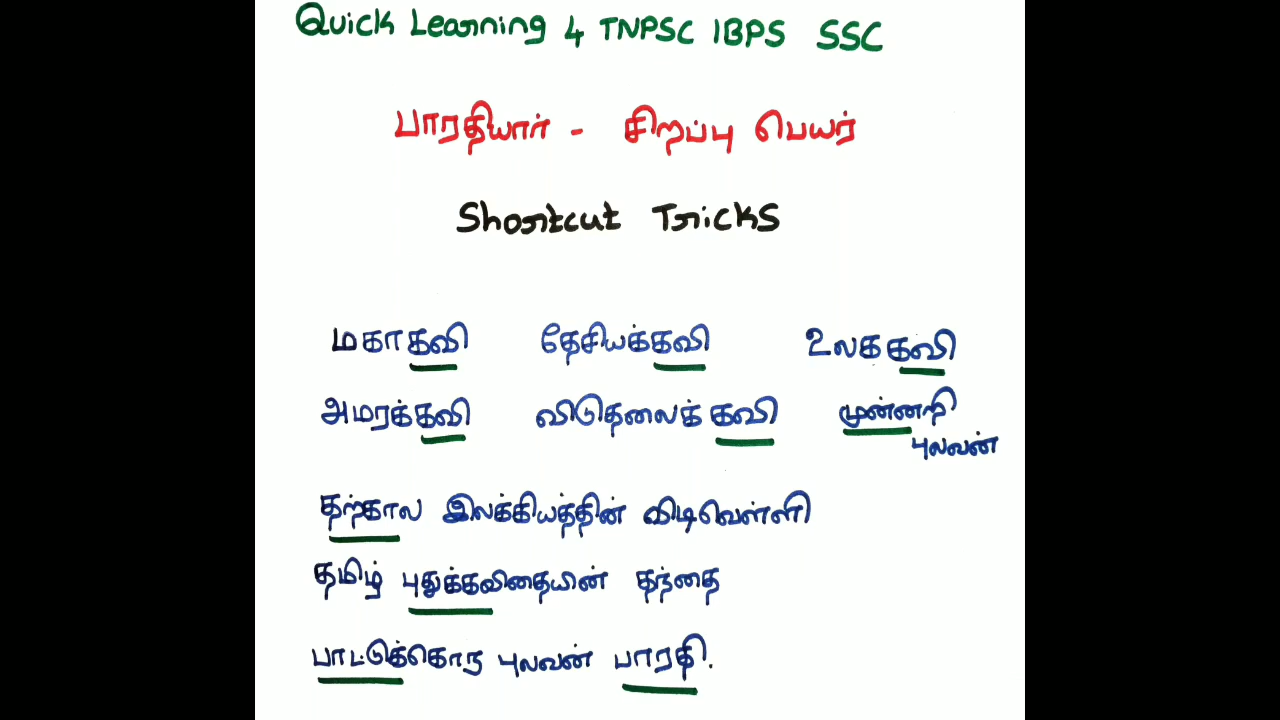 Quick Learning 4 TNPSC IBPS SSC
பாரதியார் - சிறப்பு பெயர்
Shortcut Tricks
மகாகவி தேசியக்கவி உலககவி
அமரக்கவி விடுதலைக் கவி முன்னறி
புலவன்
தற்கால இலக்கியத்தின் விடிவெள்ளி
தமிழ் புதுக்கவிதையின் தந்தை
பாட்டுக்கொரு புலவன் பாரதி.